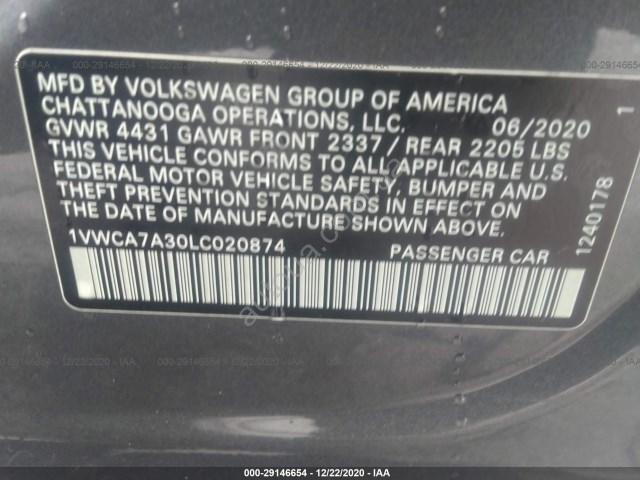 MFD BY VOLKSWAGEN GROUP OF AMERICA
CHATTANOOGA OPERATIONS, LLC. 06/2020 1
GVWR 4431 GAWR FRONT 2337 / REAR 2205 LBS
THIS VEHICLE CONFORMS TO ALL APPLICABLE U.S.
FEDERAL MOTOR VEHICLE SAFETY, BUMPER AND
THEFT PREVENTION STANDARDS IN EFFECT ON
THE DATE OF MANUFACTURE SHOWN ABOVE.
1VWCA7A30LC020874 PASSENGER CAR
12401178
000-29146654 - 12/22/2020 - IAA